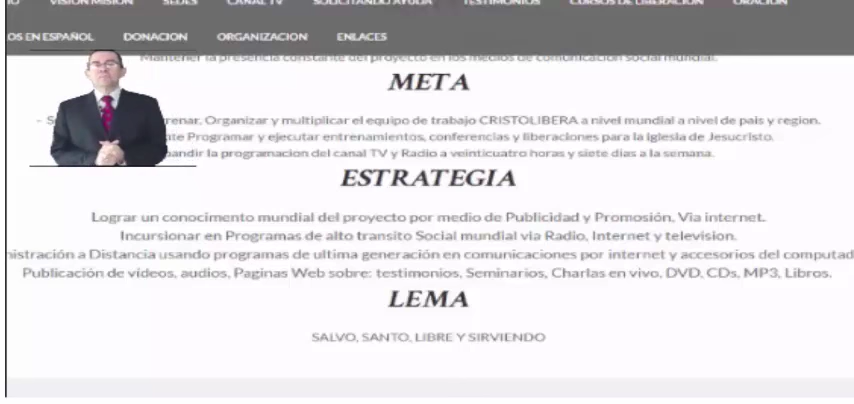 IO VISION MISION SEDES CANAL TV SOLICITANDO AYUDA TESTIMONIOS CURSOS DE LIBERACION ORACION
OS EN ESPAÑOL DONACION ORGANIZACION ENLACES
Mantener la presencia constante del proyecto en los medios de comunicación social mundial.
META
- S renar, Organizar y multiplicar el equipo de trabajo CRISTOLIBERA a nivel mundial a nivel de pais y region.
te Programar y ejecutar entrenamientos, conferencias y liberaciones para la Iglesia de Jesucristo.
pandir la programacion del canal TV y Radio a veinticuatro horas y siete dias a la semana.
ESTRATEGIA
Lograr un conocimento mundial del proyecto por medio de Publicidad y Promosión, Via internet.
Incursionar en Programas de alto transito Social mundial via Radio, Internet y television.
nistración a Distancia usando programas de ultima generación en comunicaciones por internet y accesorios del computad
Publicación de vídeos, audios, Paginas Web sobre: testimonios, Seminarios, Charlas en vivo, DVD, CDs, MP3, Libros.
LEMA
SALVO, SANTO, LIBRE Y SIRVIENDO